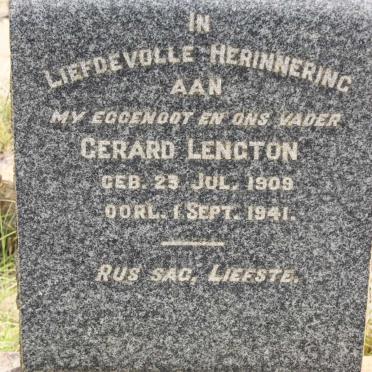 IN
LIEFDEVOLLE HERINNERING
AAN
MY EGGENOOT EN ONS VADER
GERARD LENGTON
GEB. 23 JUL. 1909
OORL. 1 SEPT. 1941.
RUS SAG, LIEFSTE.